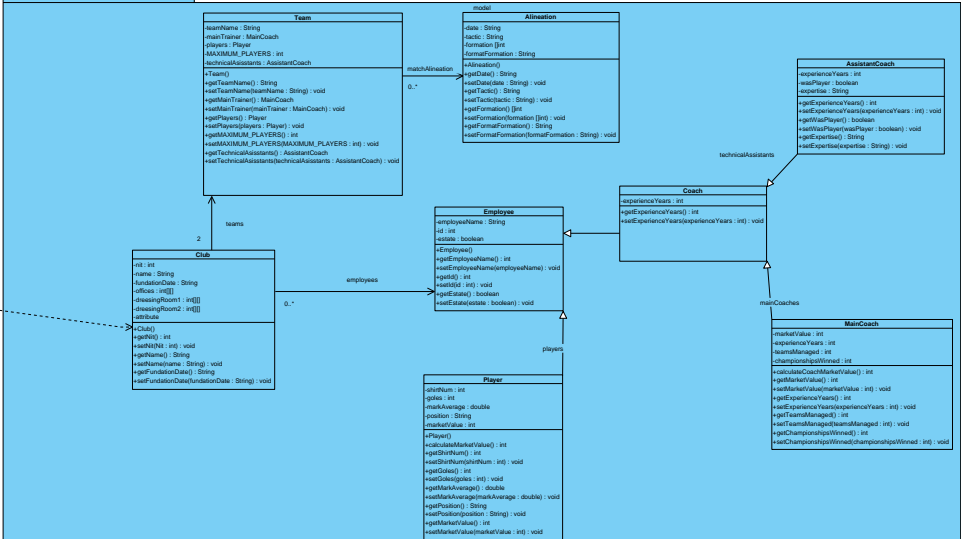 model
Team
-teamName : String
-mainTrainer : MainCoach
-players : Player
-MAXIMUM_PLAYERS : int
-technicalAsisstants : AssistantCoach
+Team()
+getTeamName() : String
+setTeamName(teamName : String) : void
+getMainTrainer() : MainCoach
+setMainTrainer(mainTrainer : MainCoach) : void
+getPlayers() : Player
+setPlayers(players : Player) : void
+getMAXIMUM_PLAYERS() : int
+setMAXIMUM_PLAYERS(MAXIMUM_PLAYERS : int) : void
+getTechnicalAsisstants() : AssistantCoach
+setTechnicalAsisstants(technicalAsisstants : AssistantCoach) : void
matchAlineation
0..*
Alineation
-date : String
-tactic : String
-formation []int
-formatFormation : String
+Alineation()
+getDate() : String
+setDate(date : String) : void
+getTactic() : String
+setTactic(tactic : String) : void
+getFormation() []int
+setFormation(formation []int) : void
+getFormatFormation() : String
+setFormatFormation(formatFormation : String) : void
AssistantCoach
-experienceYears : int
-wasPlayer : boolean
-expertise : String
+getExperienceYears() : int
+setExperienceYears(experienceYears : int) : void
+getWasPlayer() : boolean
+setWasPlayer(wasPlayer : boolean) : void
+getExpertise() : String
+setExpertise(expertise : String) : void
technicalAssistants
Coach
-experienceYears : int
+getExperienceYears() : int
+setExperienceYears(experienceYears : int) : void
teams
2
Employee
-employeeName : String
-id : int
-estate : boolean
+Employee()
+getEmployeeName() : int
+setEmployeeName(employeeName) : void
+getId() : int
+setId(id : int) : void
+getEstate() : boolean
+setEstate(estate : boolean) : void
Club
-nit : int
-name : String
-fundationDate : String
-offices : int[][]
-dreesingRoom1 : int[][]
-dreesingRoom2 : int[][]
-attribute
+Club()
+getNit() : int
+setNit(Nit : int) : void
+getName() : String
+setName(name : String) : void
+getFundationDate() : String
+setFundationDate(fundationDate : String) : void
employees
0..*
mainCoaches
MainCoach
-marketValue : int
-experienceYears : int
-teamsManaged : int
-championshipsWinned : int
+calculateCoachMarketValue() : int
+getMarketValue() : int
+setMarketValue(marketValue : int) : void
+getExperienceYears() : int
+setExperienceYears(experienceYears : int) : void
+getTeamsManaged() : int
+setTeamsManaged(teamsManaged : int) : void
+getChampionshipsWinned() : int
+setChampionshipsWinned(championshipsWinned : int) : void
players
Player
-shirtNum : int
-goles : int
-markAverage : double
-position : String
-marketValue : int
+Player()
+calculateMarketValue() : int
+getShirtNum() : int
+setShirtNum(shirtNum : int) : void
+getGoles() : int
+setGoles(goles : int) : void
+getMarkAverage() : double
+setMarkAverage(markAverage : double) : void
+getPosition() : String
+setPosition(position : String) : void
+getMarketValue() : int
+setMarketValue(marketValue : int) : void